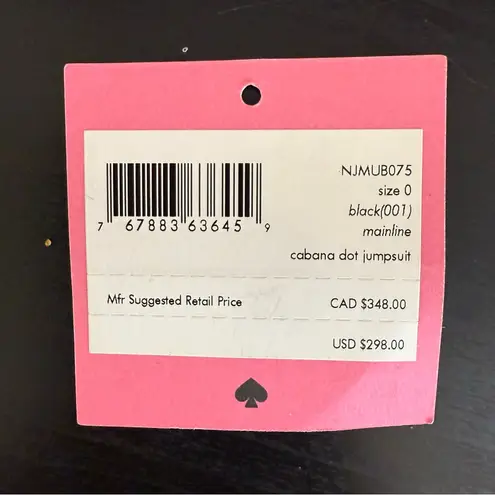 NJMUB075
size 0
black(001)
mainline
cabana dot jumpsuit
7 67883 63645 9
Mfr Suggested Retail Price CAD $348.00
USD $298.00